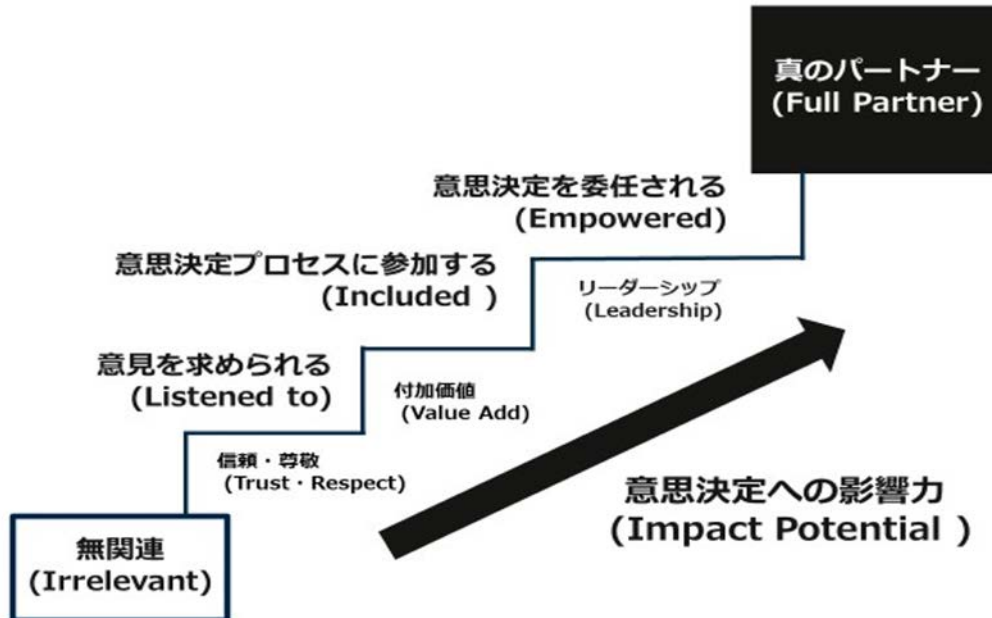 真のパートナー
(Full Partner)
意思決定を委任される
(Empowered)
意思決定プロセスに参加する
(Included )
リーダーシップ
(Leadership)
意見を求められる
(Listened to)
付加価値
(Value Add)
信頼・尊敬
(Trust・Respect)
意思決定への影響力
(Impact Potential )
無関連
(Irrelevant)